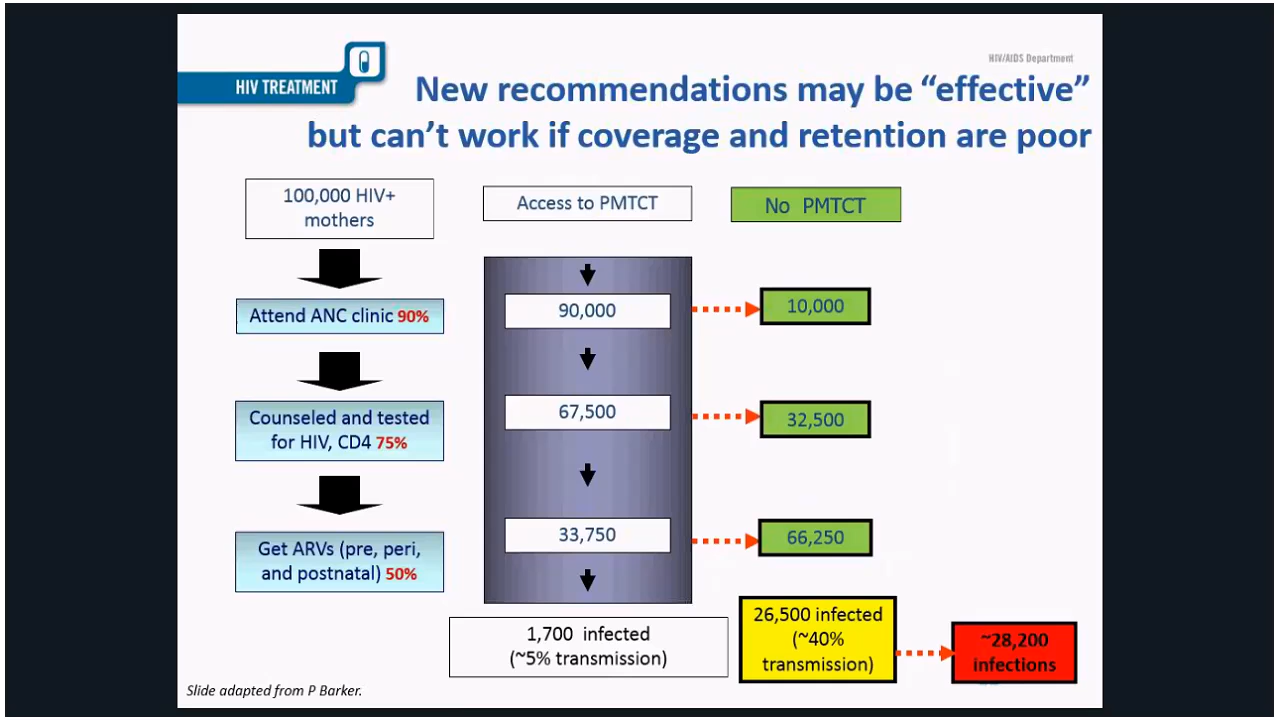 HIV/AIDS Department
HIV TREATMENT
New recommendations may be “effective”
but can’t work if coverage and retention are poor
100,000 HIV+
mothers
Access to PMTCT
No PMTCT
Attend ANC clinic 90%
90,000
10,000
Counseled and tested
for HIV, CD4 75%
67,500
32,500
Get ARVs (pre, peri,
and postnatal) 50%
33,750
66,250
1,700 infected
(~5% transmission)
26,500 infected
(~40%
transmission)
~28,200
infections
Slide adapted from P Barker.